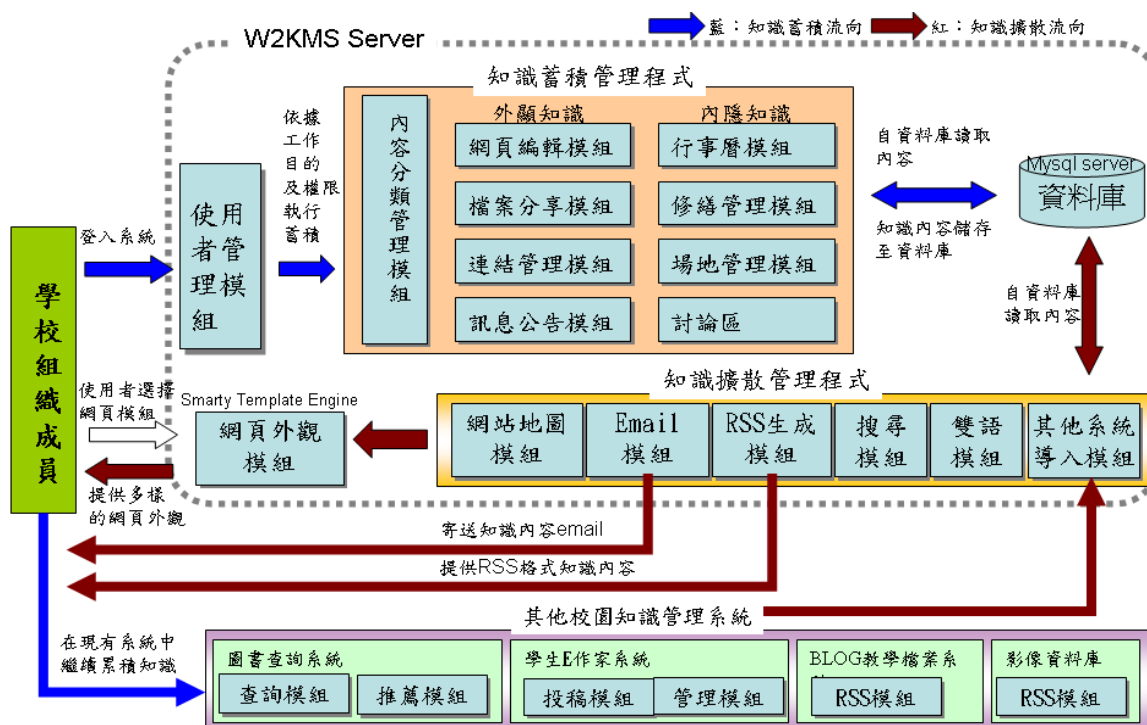 藍：知識蓄積流向
紅：知識擴散流向
W2KMS Server
知識蓄積管理程式
依據
工作
目的
及權限
執行
蓄積
內容分類管理模組
外顯知識
內隱知識
網頁編輯模組
行事曆模組
檔案分享模組
修繕管理模組
連結管理模組
場地管理模組
訊息公告模組
討論區
自資料庫讀取
內容
知識內容儲存
至資料庫
Mysql server
資料庫
自資料庫
讀取內容
登入系統
使用
者管
理模
組
學校組織成員
使用者選擇
網頁模組
提供多樣
的網頁外觀
Smarty Template Engine
網頁外觀
模組
知識擴散管理程式
網站地圖
模組
Email
模組
RSS生成
模組
搜尋
模組
雙語
模組
其他系統
導入模組
寄送知識內容email
提供RSS格式知識內容
其他校園知識管理系統
在現有系統中
繼續累積知識
圖書查詢系統
查詢模組
推薦模組
學生E作家系統
投稿模組
管理模組
BLOG教學檔案系
RSS模組
影像資料庫
RSS模組